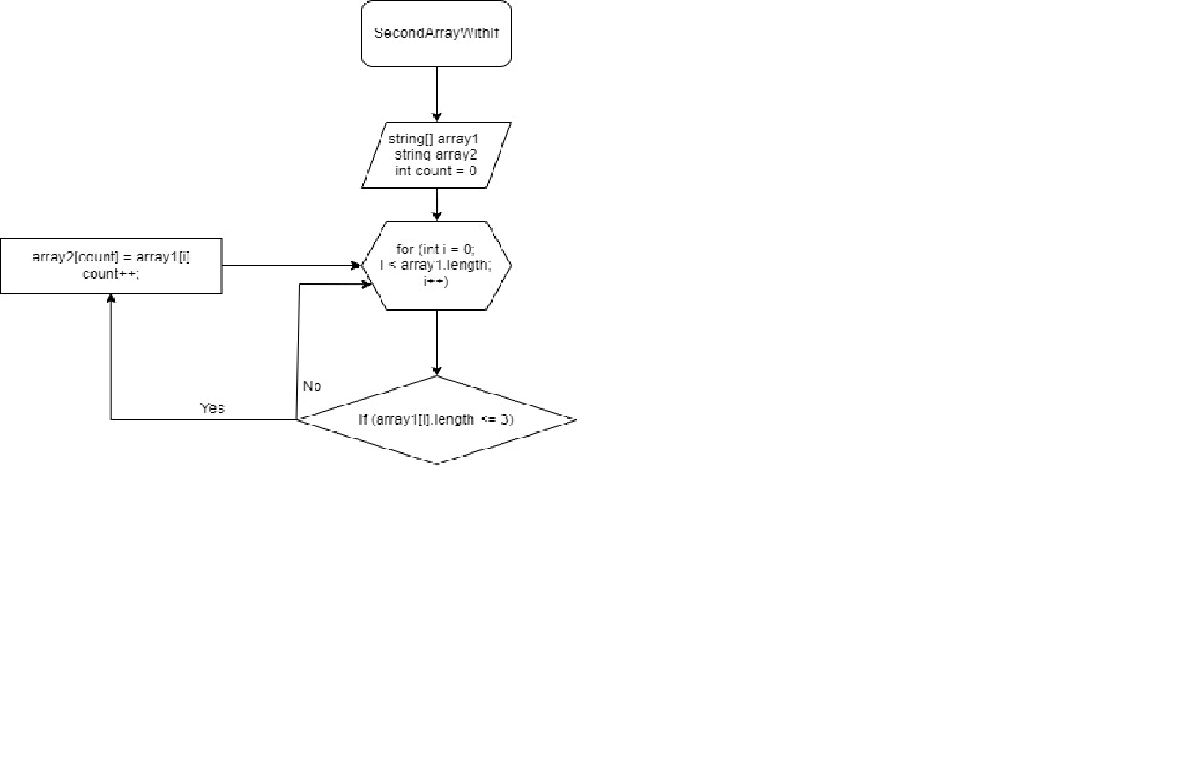 SecondArrayWithIf
string[] array1
string array2
int count = 0
for (int i = 0;
i < array1.length;
i++)
array2[count] = array1[i]
count++;
No
Yes
If (array1[i].length <= 3)